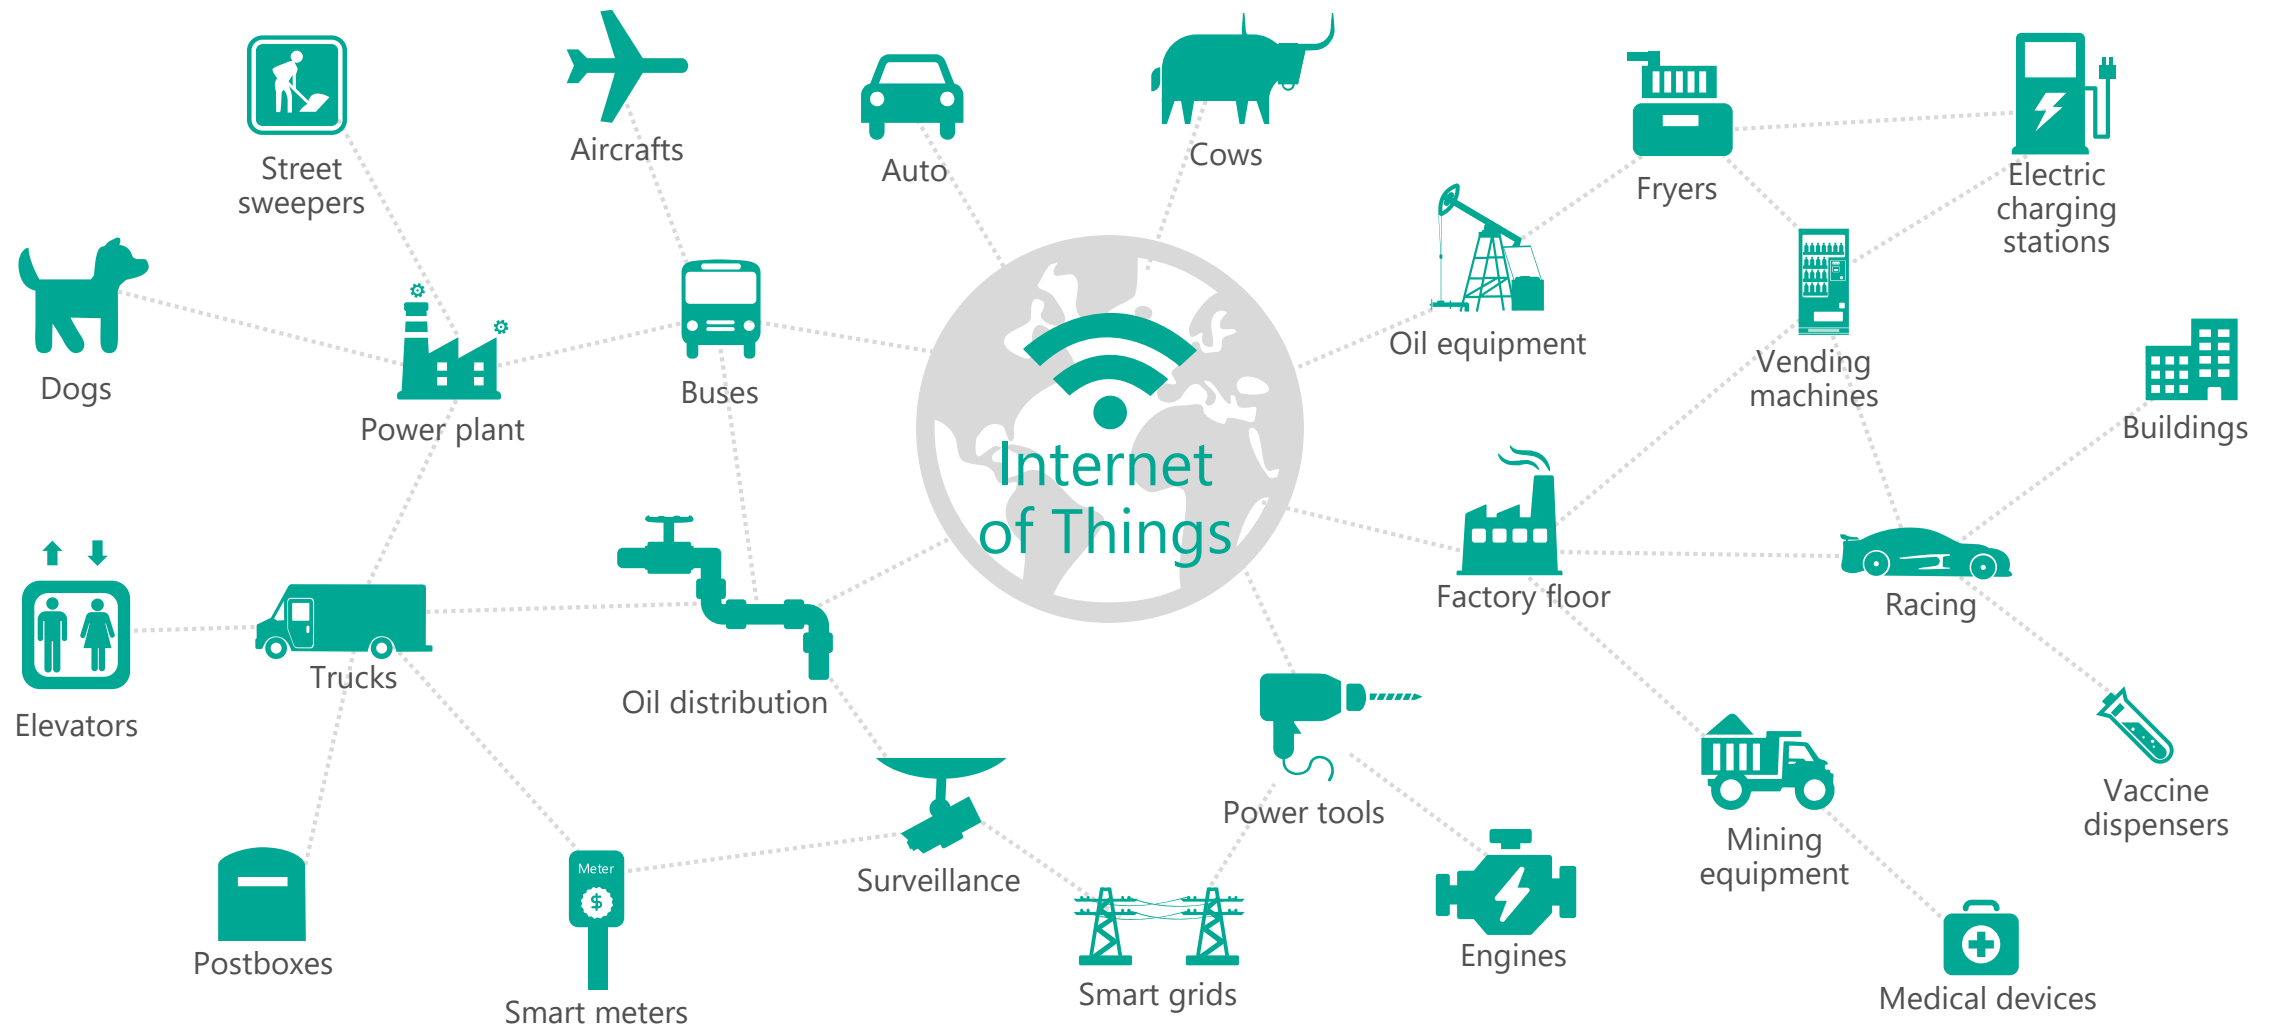 Street
sweepers
Aircrafts
Auto
Cows
Fryers
Electric
charging
stations
Dogs
Power plant
Buses
Oil equipment
Vending
machines
Buildings
Internet
of Things
Elevators
Trucks
Oil distribution
Factory floor
Racing
Postboxes
Meter
$
Smart meters
Surveillance
Power tools
Smart grids
Engines
Mining
equipment
Vaccine
dispensers
Medical devices